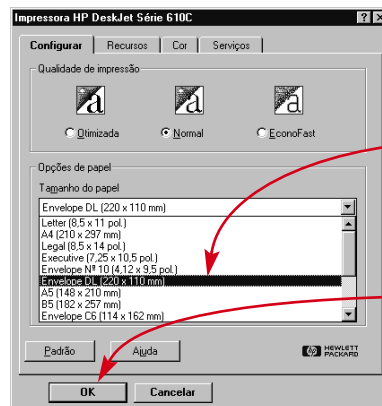 Impressora HP DeskJet Série 610C
Configurar Recursos Cor Serviços
Qualidade de impressão
Otimizada Normal EconoFast
Opções de papel
Tamanho do papel
Envelope DL (220 x 110 mm)
Letter (8,5 x 11 pol.)
A4 (210 x 297 mm)
Legal (8,5 x 14 pol.)
Executive (7,25 x 10,5 pol.)
Envelope Nº 10 (4,12 x 9,5 pol.)
Envelope DL (220 x 110 mm)
A5 (148 x 210 mm)
B5 (182 x 257 mm)
Envelope C6 (114 x 162 mm)
Padrão Ajuda HEWLETT
PACKARD
OK Cancelar